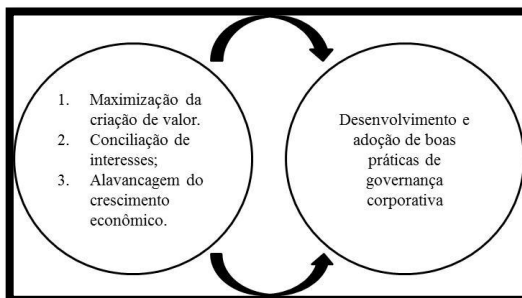 1. Maximização da
criação de valor.
2. Conciliação de
interesses;
3. Alavancagem do
crescimento
econômico.
Desenvolvimento e
adoção de boas
práticas de
governança
corporativa